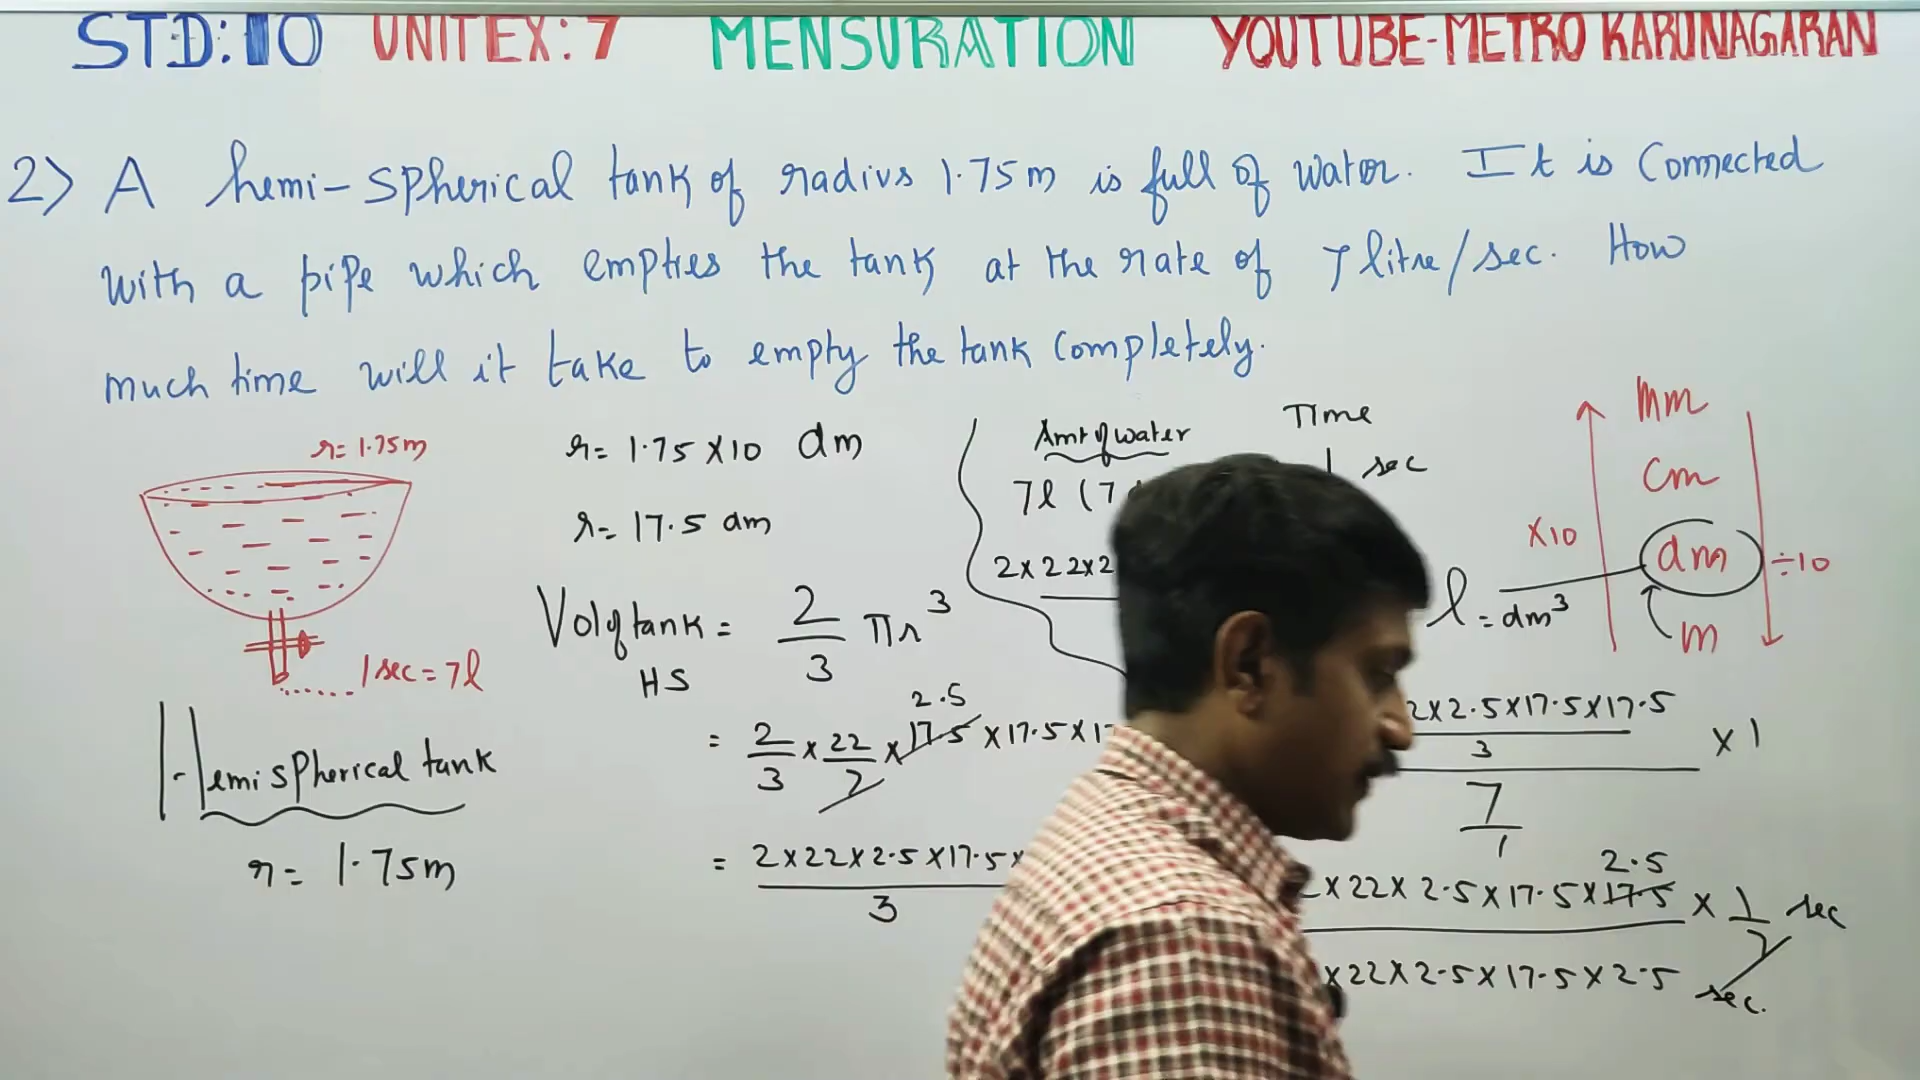 STD:10 UNIT EX:7 MENSURATION YOUTUBE-METRO KARUNAGARAN
2) A hemi-spherical tank of radius 1.75m is full of water. It is connected
with a pipe which empties the tank at the rate of 7 litre/sec. How
much time will it take to empty the tank completely.
r=1.75m
1 sec = 7l
Hemispherical tank
r= 1.75m
r= 1.75 x10 dm
r= 17.5 dm
Vol of tank = 2/3 πr³
HS
2.5
= 2/3 x 22/7 x 17.5 x 17.5 x
= 2x22x2.5x17.5x
3
Amt of water Time
7l (7 1 sec
2x22x2
mm
cm
x10 dm ÷10
m
l = dm³
2x2.5x17.5x17.5
3
x1
7
1
2.5
x22x2.5x17.5x17.5 x 1/7 sec
x22x2.5x17.5x2.5 sec.